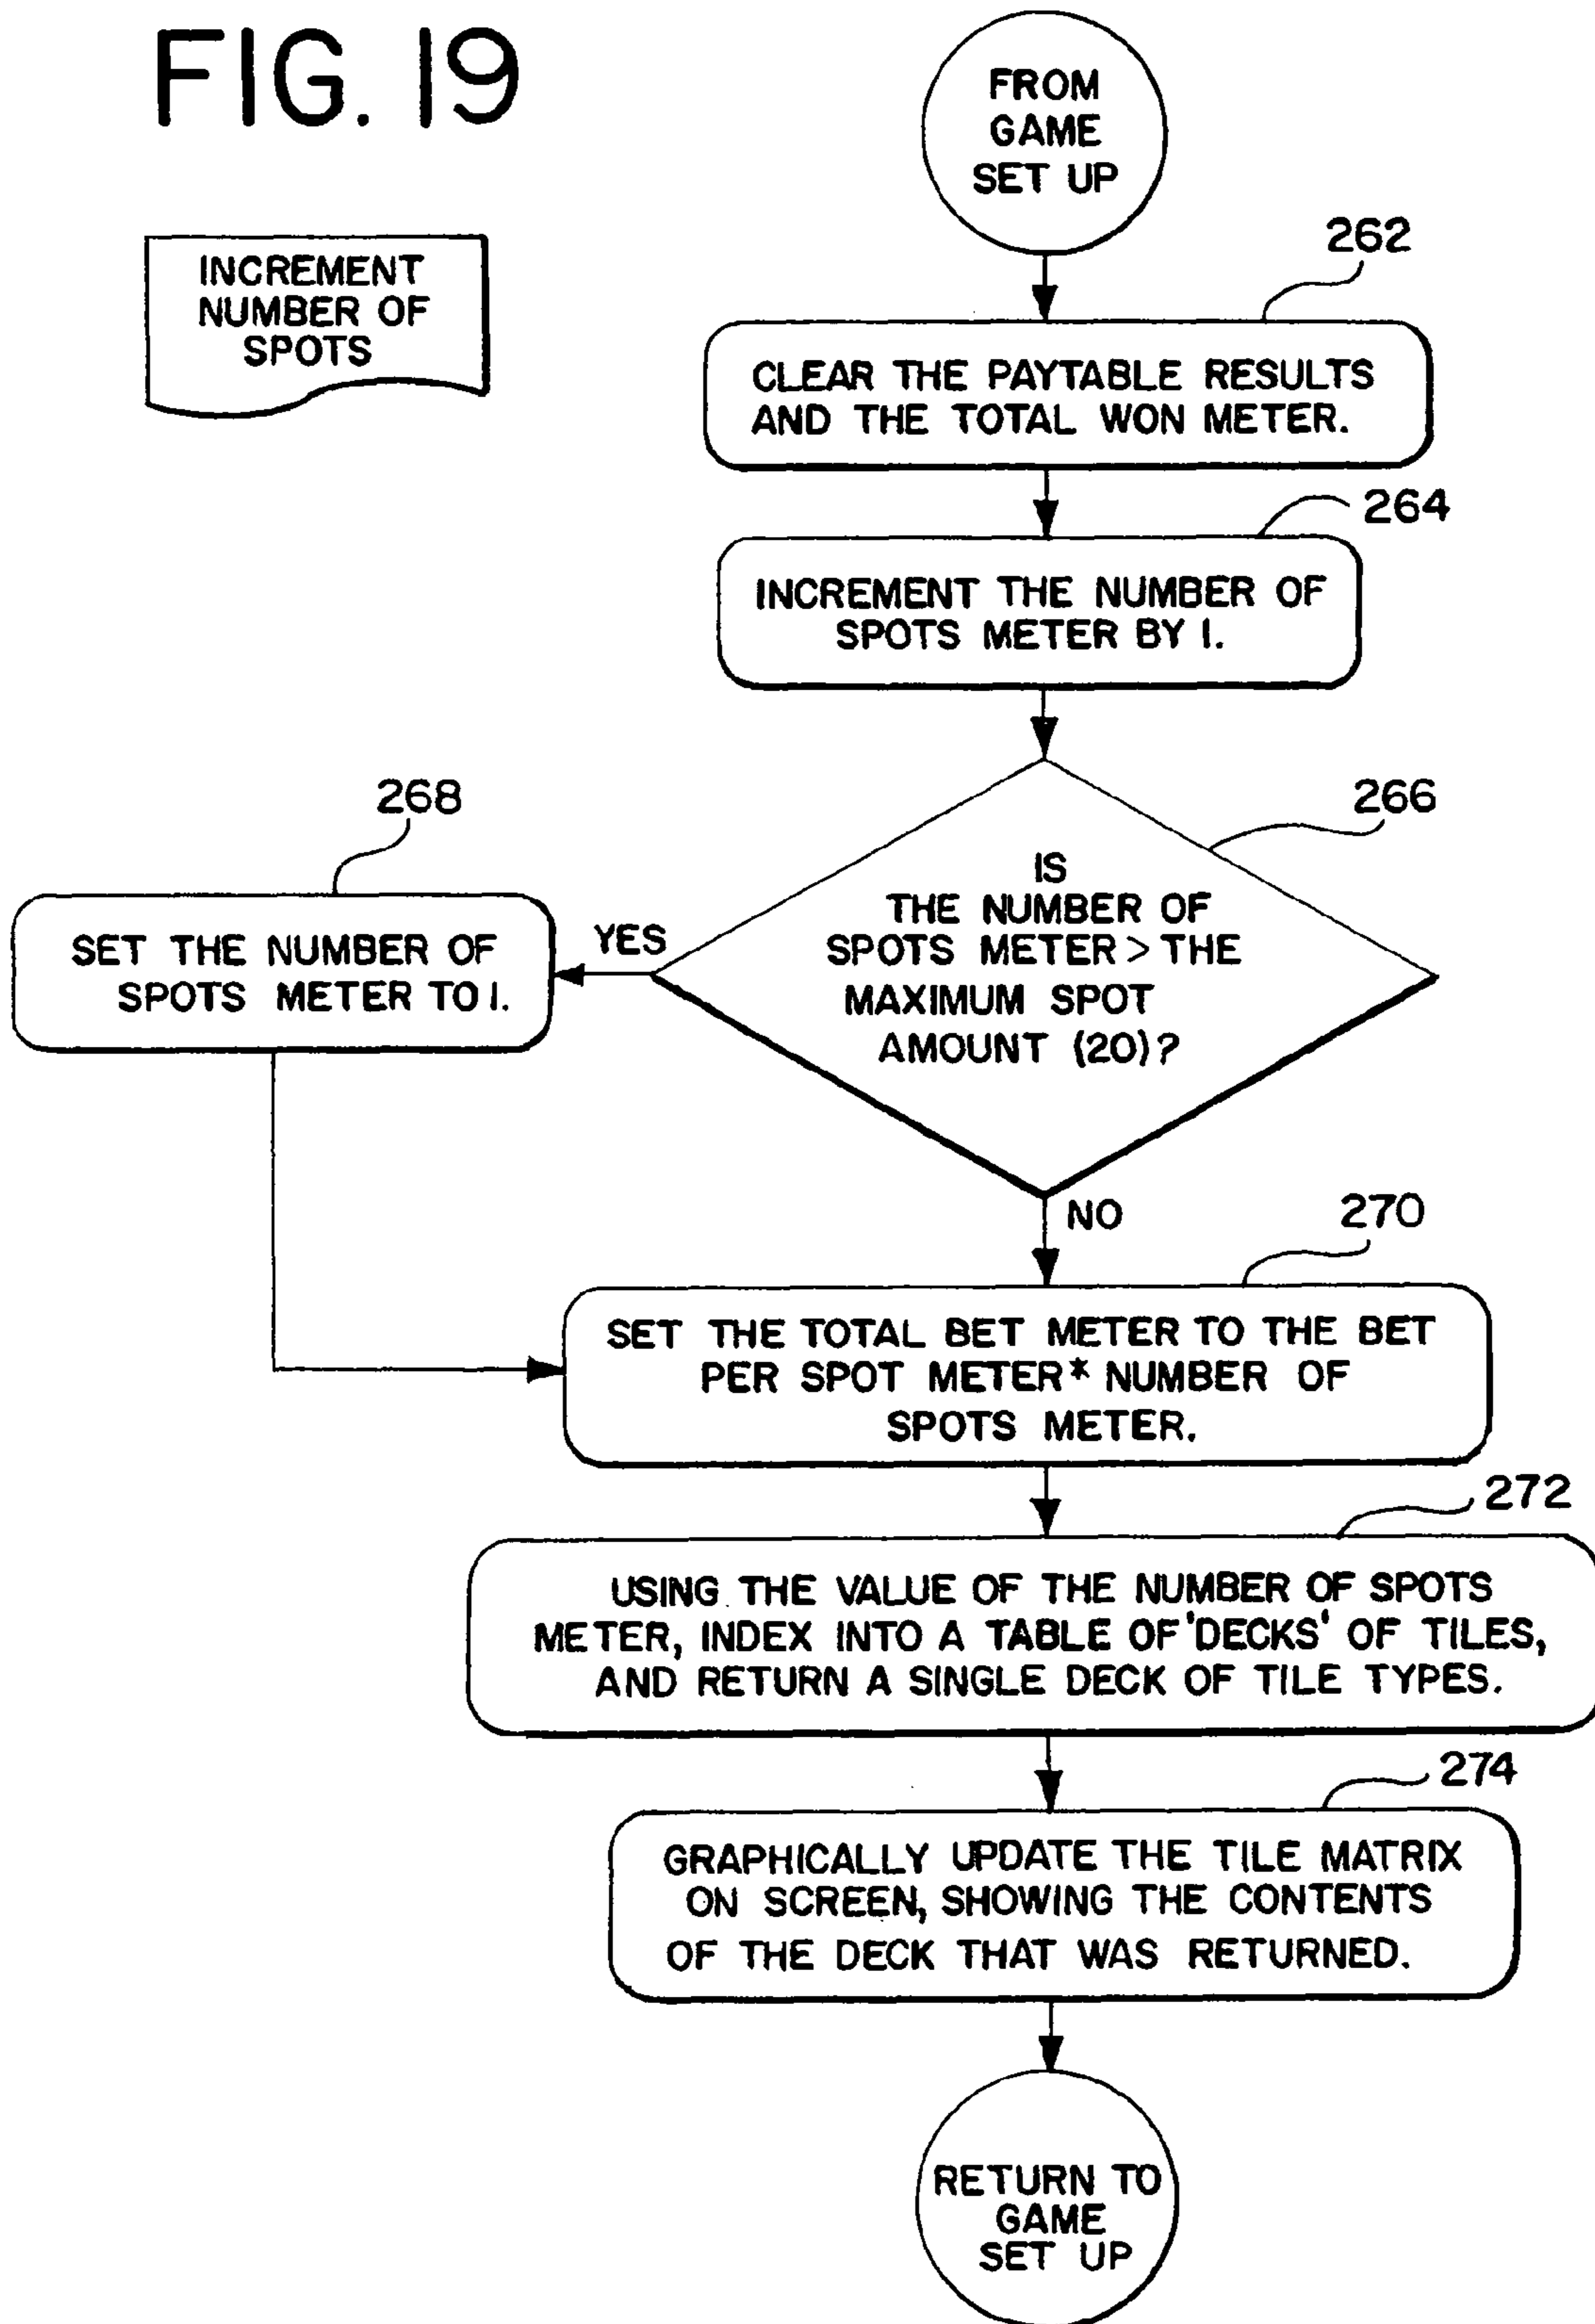 FIG. 19
INCREMENT
NUMBER OF
SPOTS
FROM
GAME
SET UP
262
CLEAR THE PAYTABLE RESULTS
AND THE TOTAL WON METER.
264
INCREMENT THE NUMBER OF
SPOTS METER BY 1.
266
IS
THE NUMBER OF
SPOTS METER > THE
MAXIMUM SPOT
AMOUNT (20)?
YES
268
SET THE NUMBER OF
SPOTS METER TO 1.
NO
270
SET THE TOTAL BET METER TO THE BET
PER SPOT METER* NUMBER OF
SPOTS METER.
272
USING THE VALUE OF THE NUMBER OF SPOTS
METER, INDEX INTO A TABLE OF 'DECKS' OF TILES,
AND RETURN A SINGLE DECK OF TILE TYPES.
274
GRAPHICALLY UPDATE THE TILE MATRIX
ON SCREEN, SHOWING THE CONTENTS
OF THE DECK THAT WAS RETURNED.
RETURN TO
GAME
SET UP